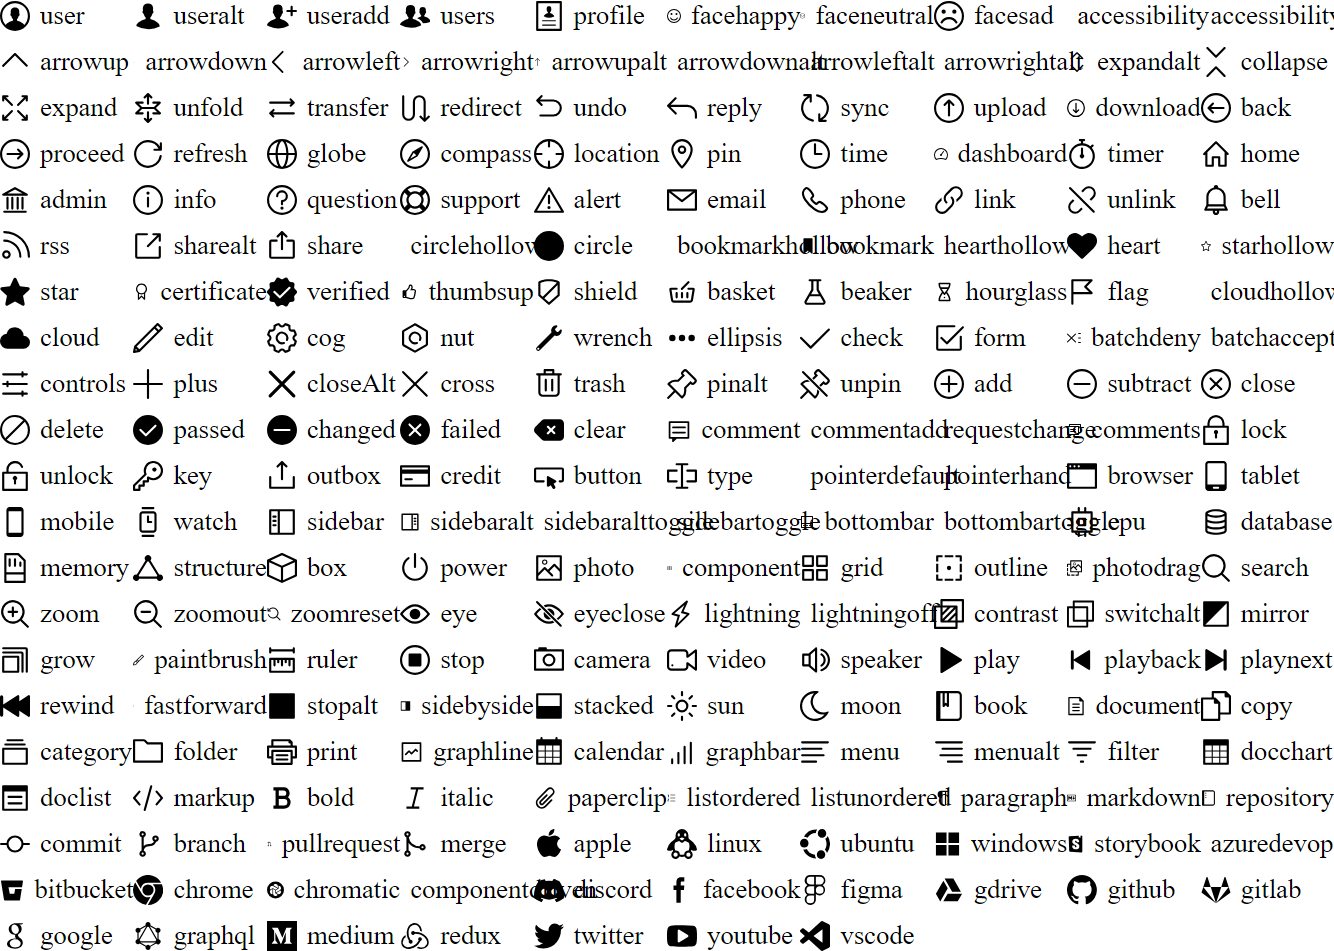 user useralt useradd users profile facehappy faceneutral facesad accessibility accessibility
arrowup arrowdown arrowleft arrowright arrowupalt arrowdownalt arrowleftalt arrowrightalt expandalt collapse
expand unfold transfer redirect undo reply sync upload download back
proceed refresh globe compass location pin time dashboard timer home
admin info question support alert email phone link unlink bell
rss sharealt share circlehollow circle bookmarkhollow bookmark hearthollow heart starhollow
star certificate verified thumbsup shield basket beaker hourglass flag cloudhollow
cloud edit cog nut wrench ellipsis check form batchdeny batchaccept
controls plus closeAlt cross trash pinalt unpin add subtract close
delete passed changed failed clear comment commentadd requestchange comments lock
unlock key outbox credit button type pointerdefault pointerhand browser tablet
mobile watch sidebar sidebaralt sidebaralttoggle sidebartoggle bottombar bottombartoggle cpu database
memory structure box power photo component grid outline photodrag search
zoom zoomout zoomreset eye eyeclose lightning lightningoff contrast switchalt mirror
grow paintbrush ruler stop camera video speaker play playback playnext
rewind fastforward stopalt sidebyside stacked sun moon book document copy
category folder print graphline calendar graphbar menu menualt filter docchart
doclist markup bold italic paperclip listordered listunordered paragraph markdown repository
commit branch pullrequest merge apple linux ubuntu windows storybook azuredevop
bitbucket chrome chromatic componentdriven discord facebook figma gdrive github gitlab
google graphql medium redux twitter youtube vscode